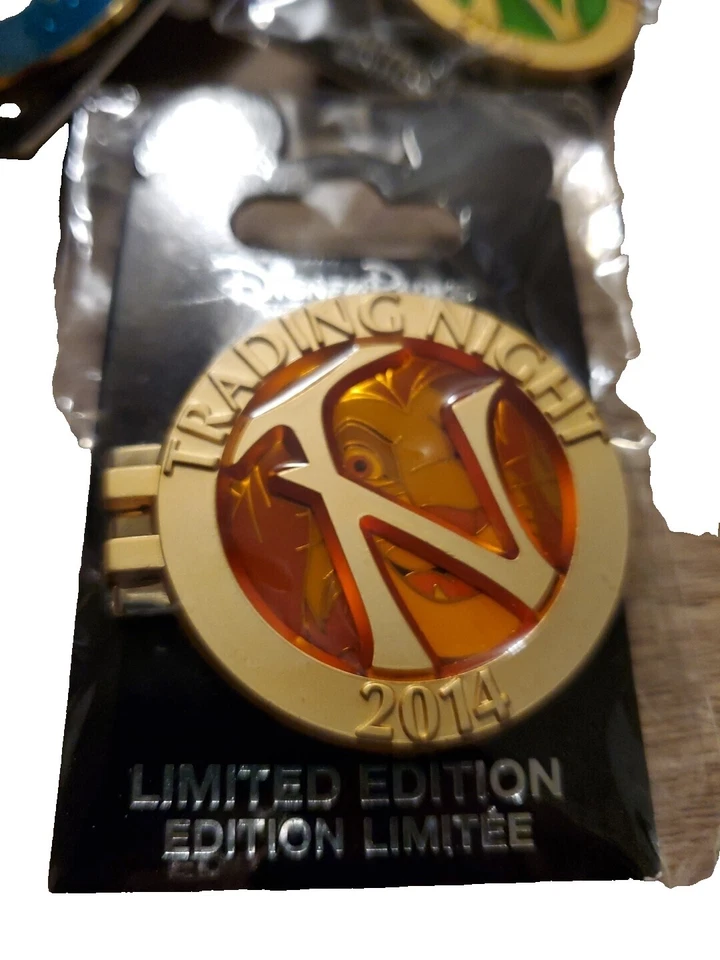 Disney Parks
TRADING NIGHT
N
2014
LIMITED EDITION
EDITION LIMITÉE